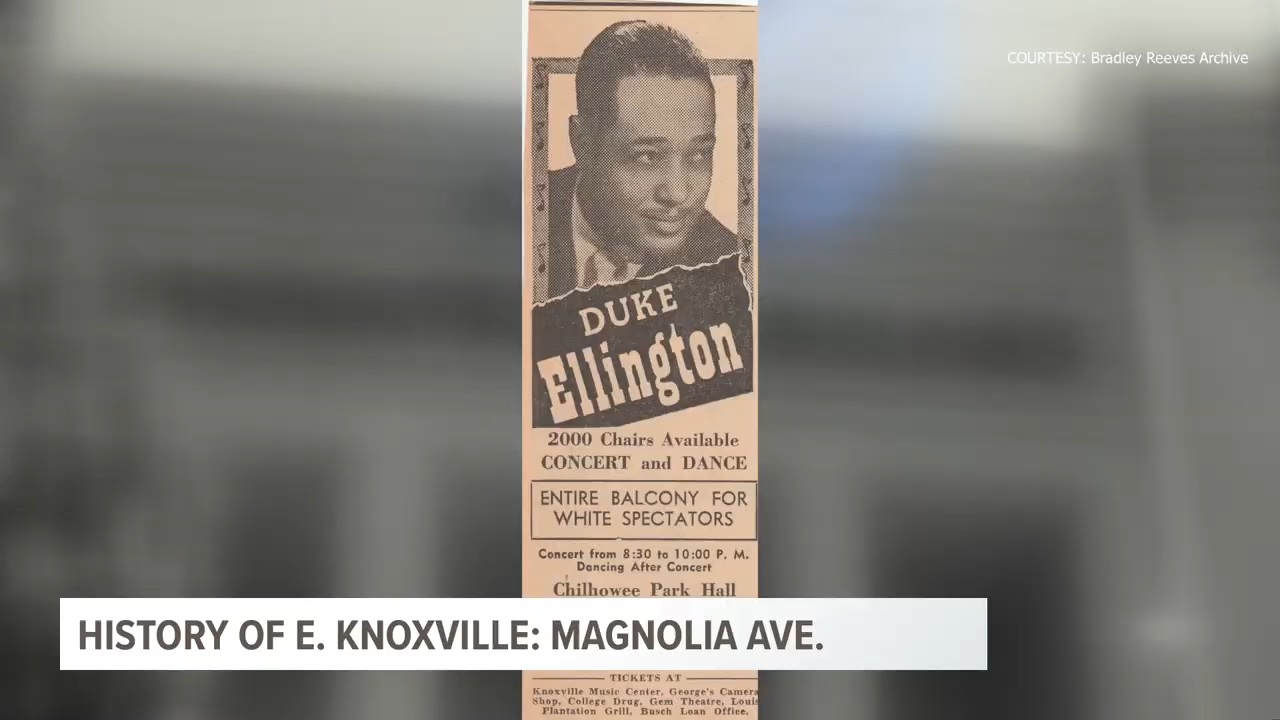 COURTESY: Bradley Reeves Archive
DUKE
Ellington
2000 Chairs Available
CONCERT and DANCE
ENTIRE BALCONY FOR
WHITE SPECTATORS
Concert from 8:30 to 10:00 P. M.
Dancing After Concert
Chilhowee Park Hall
HISTORY OF E. KNOXVILLE: MAGNOLIA AVE.
TICKETS AT
Knoxville Music Center, George's Camera
Shop, College Drug, Gem Theatre, Louis
Plantation Grill, Busch Loan Office.